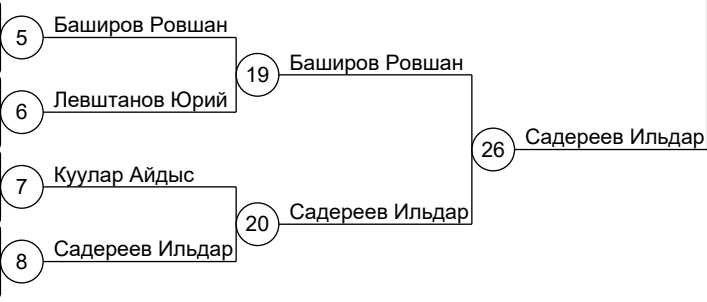 5
Баширов Ровшан
19
Баширов Ровшан
6
Левштанов Юрий
26
Садереев Ильдар
7
Куулар Айдыс
20
Садереев Ильдар
8
Садереев Ильдар